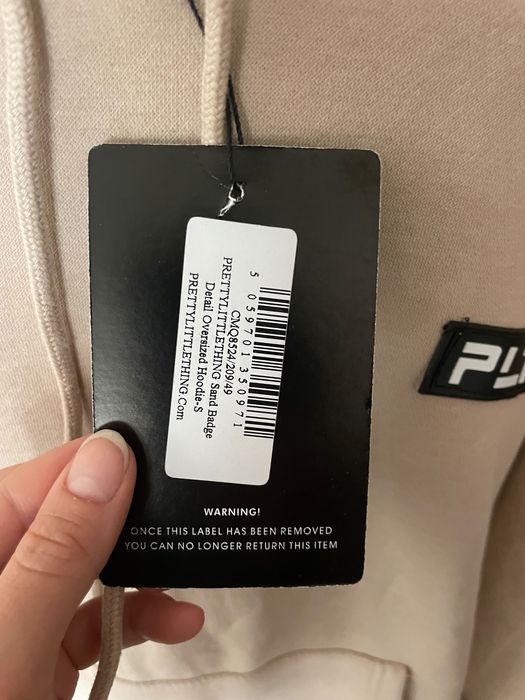 5 059701 350971
CMQ8524/209/49
PRETTYLITTLETHING Sand Badge
Detail Oversized Hoodie-S
PRETTYLITTLETHING.Com
WARNING!
ONCE THIS LABEL HAS BEEN REMOVED
YOU CAN NO LONGER RETURN THIS ITEM